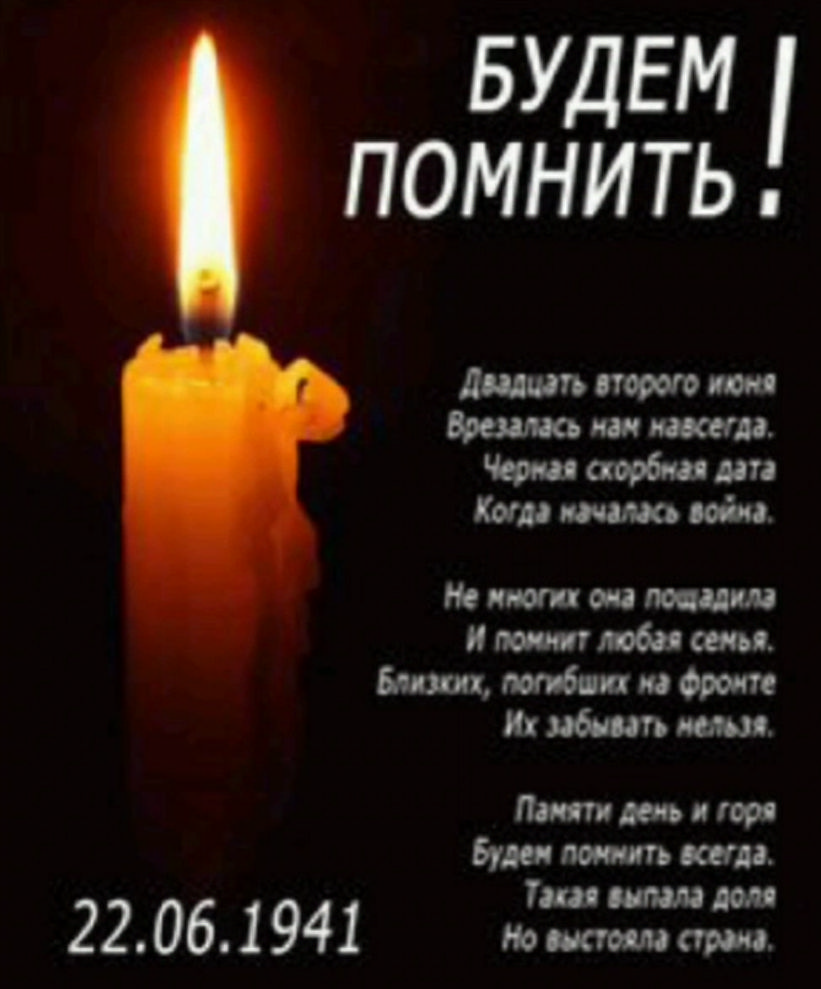 БУДЕМ
ПОМНИТЬ!
Двадцать второго июня
Врезалась нам навсегда.
Черная скорбная дата
Когда началась война.
Не многих она пощадила
И помнит любая семья.
Близких, погибших на фронте
Их забывать нельзя.
Памяти день и горя
Будем помнить всегда.
Такая выпала доля
Но выстояла страна.
22.06.1941